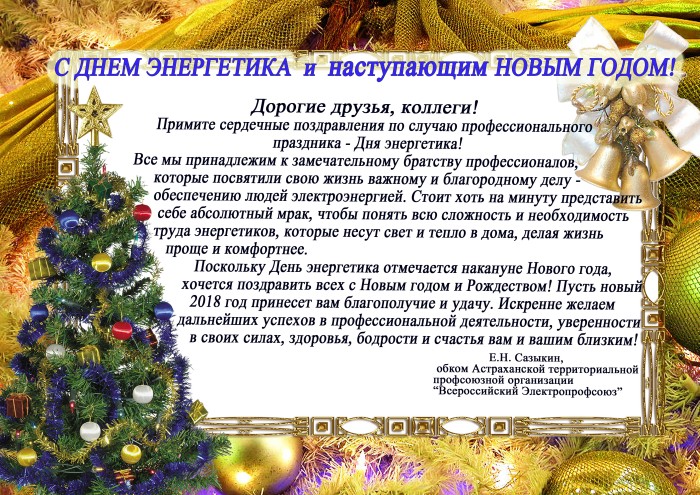 С ДНЕМ ЭНЕРГЕТИКА и наступающим НОВЫМ ГОДОМ!
Дорогие друзья, коллеги!
Примите сердечные поздравления по случаю профессионального
праздника - Дня энергетика!
Все мы принадлежим к замечательному братству профессионалов,
которые посвятили свою жизнь важному и благородному делу -
обеспечению людей электроэнергией. Стоит хоть на минуту представить
себе абсолютный мрак, чтобы понять всю сложность и необходимость
труда энергетиков, которые несут свет и тепло в дома, делая жизнь
проще и комфортнее.
Поскольку День энергетика отмечается накануне Нового года,
хочется поздравить всех с Новым годом и Рождеством! Пусть новый
2018 год принесет вам благополучие и удачу. Искренне желаем
дальнейших успехов в профессиональной деятельности, уверенности
в своих силах, здоровья, бодрости и счастья вам и вашим близким!
Е.Н. Сазыкин,
обком Астраханской территориальной
профсоюзной организации
“Всероссийский Электропрофсоюз”